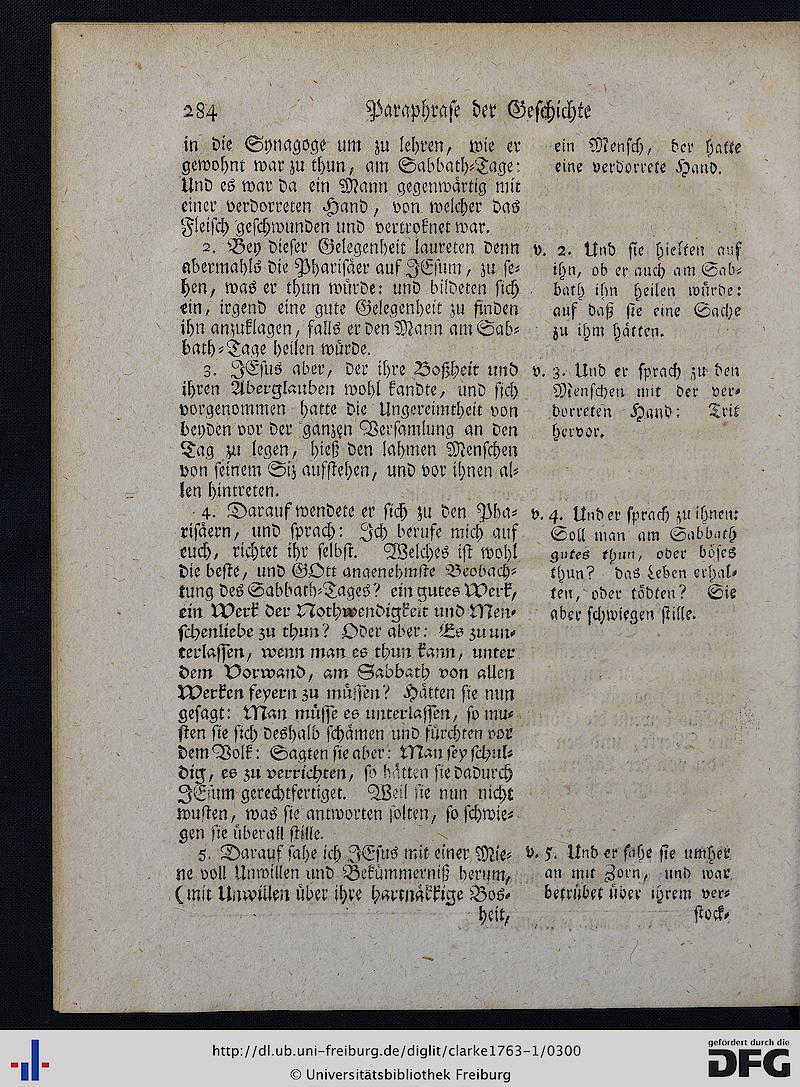 284 Paraphrase der Geschichte
in die Synagoge um zu lehren, wie er
gewohnt war zu thun, am Sabbath-Tage:
Und es war da ein Mann gegenwärtig mit
einer verdorreten Hand, von welcher das
Fleisch geschwunden und vertroknet war.
2. Bey dieser Gelegenheit laureten denn
abermahls die Pharisäer auf JEsum, zu se-
hen, was er thun würde: und bildeten sich
ein, irgend eine gute Gelegenheit zu finden
ihn anzuklagen, falls er den Mann am Sab-
bath-Tage heilen würde.
3. JEsus aber, der ihre Boßheit und
ihren Aberglauben wohl kandte, und sich
vorgenommen hatte die Ungereimtheit von
beyden vor der ganzen Versamlung an den
Tag zu legen, hieß den lahmen Menschen
von seinem Siz aufstehen, und vor ihnen al-
len hintreten.
4. Darauf wendete er sich zu den Pha-
risäern, und sprach: Ich berufe mich auf
euch, richtet ihr selbst. Welches ist wohl
die beste, und GOtt angenehmste Beobach-
tung des Sabbath-Tages? ein gutes Werk,
ein Werk der Nothwendigkeit und Men-
schenliebe zu thun? Oder aber: Es zu un-
terlassen, wenn man es thun kann, unter
dem Vorwand, am Sabbath von allen
Werken feyern zu müssen? Hätten sie nun
gesagt: Man müsse es unterlassen, so mu-
sten sie sich deshalb schämen und fürchten vor
dem Volk: Sagten sie aber: Man sey schul-
dig, es zu verrichten, so hätten sie dadurch
JEsum gerechtfertiget. Weil sie nun nicht
wusten, was sie antworten solten, so schwie-
gen sie überall stille.
5. Darauf sahe ich JEsus mit einer Mie-
ne voll Unwillen und Bekümmerniß herum,
(mit Unwillen über ihre hartnäkkige Bos-
heit,
ein Mensch, der hatte
eine verdorrete Hand.
v. 2. Und sie hielten auf
ihn, ob er auch am Sab-
bath ihn heilen würde:
auf daß sie eine Sache
zu ihm hätten.
v. 3. Und er sprach zu den
Menschen mit der ver-
dorreten Hand: Trit
hervor.
v. 4. Und er sprach zu ihnen:
Soll man am Sabbath
gutes thun, oder böses
thun? das Leben erhal-
ten, oder tödten? Sie
aber schwiegen stille.
v. 5. Und er sahe sie umher
an mit Zorn, und war
betrübet über ihrem ver-
stock-
http://dl.ub.uni-freiburg.de/diglit/clarke1763-1/0300
© Universitätsbibliothek Freiburg
gefördert durch die
DFG